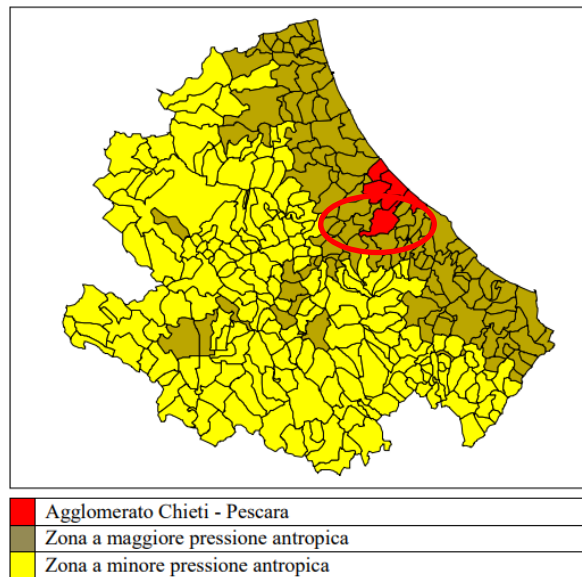 Agglomerato Chieti - Pescara
Zona a maggiore pressione antropica
Zona a minore pressione antropica